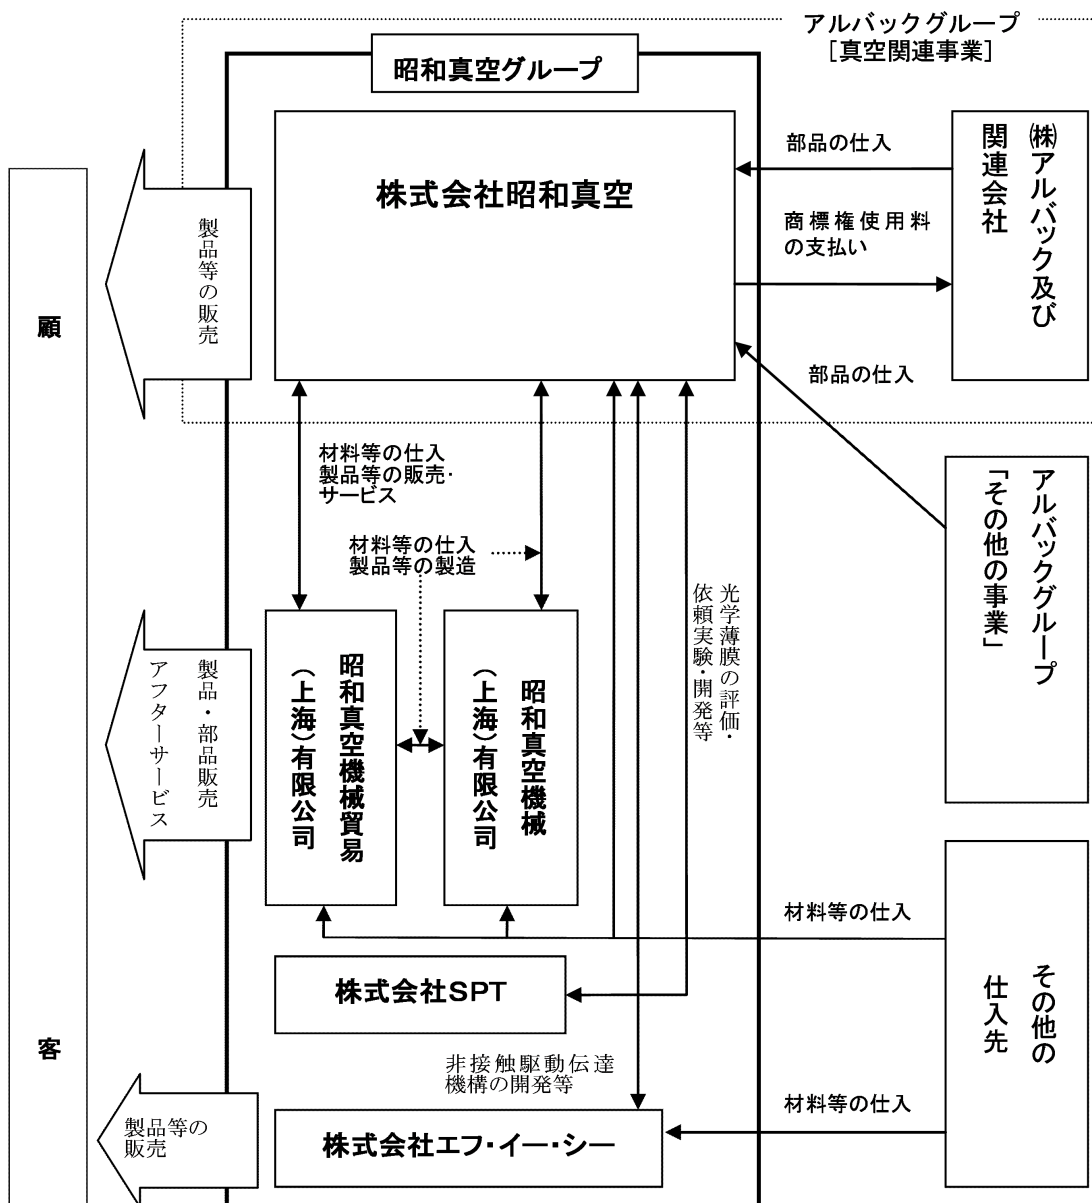 アルバックグループ
［真空関連事業］
昭和真空グループ
株式会社昭和真空
部品の仕入
商標権使用料
の支払い
㈱アルバック及び
関連会社
製品等の販売
顧
客
部品の仕入
材料等の仕入
製品等の販売・
サービス
材料等の仕入
製品等の製造
アルバックグループ
「その他の事業」
光学薄膜の評価・
依頼実験・開発等
昭和真空機械貿易
（上海）有限公司
昭和真空機械
（上海）有限公司
製品・部品販売
アフターサービス
材料等の仕入
株式会社SPT
その他の
仕入先
非接触駆動伝達
機構の開発等
材料等の仕入
株式会社エフ・イー・シー
製品等の
販売